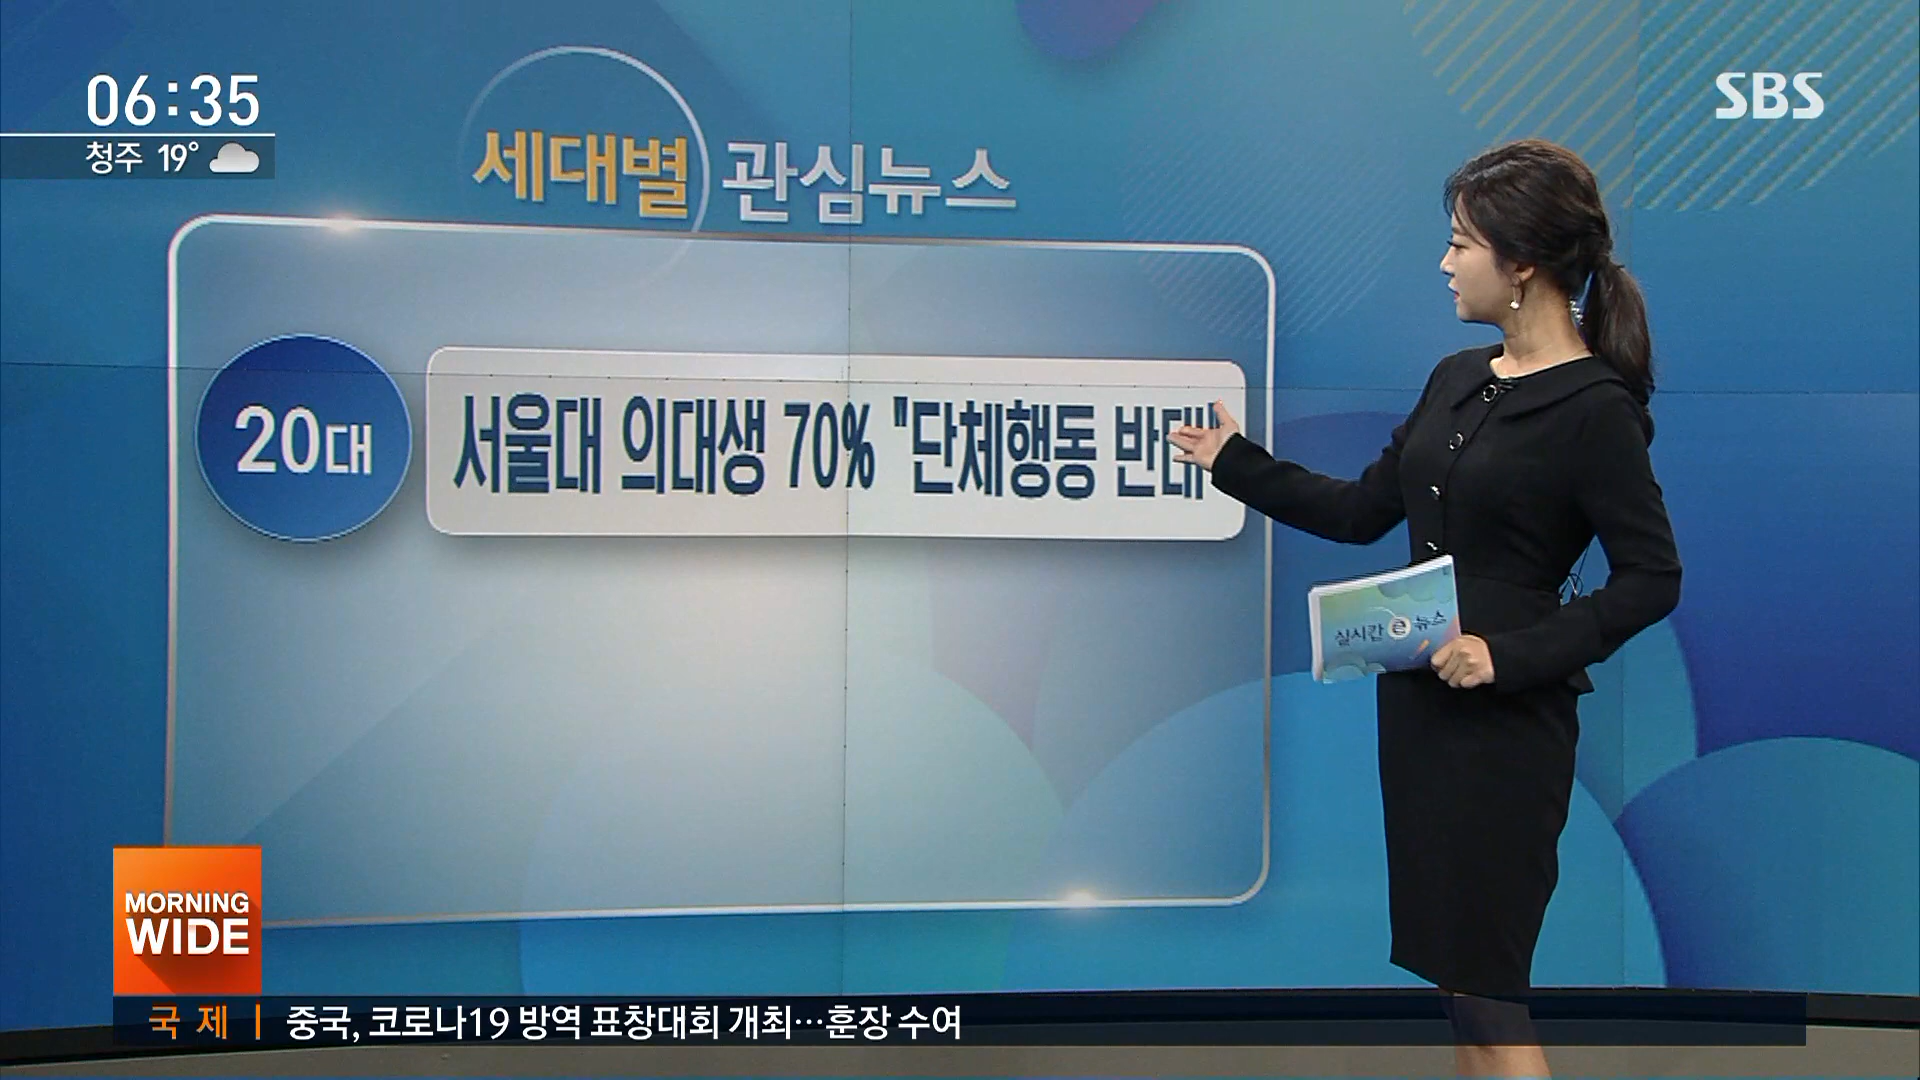 06:35
청주 19°
SBS
세대별 관심뉴스
20대
서울대 의대생 70% "단체행동 반대"
실시간 e 뉴스
MORNING
WIDE
국 제 | 중국, 코로나19 방역 표창대회 개최…훈장 수여